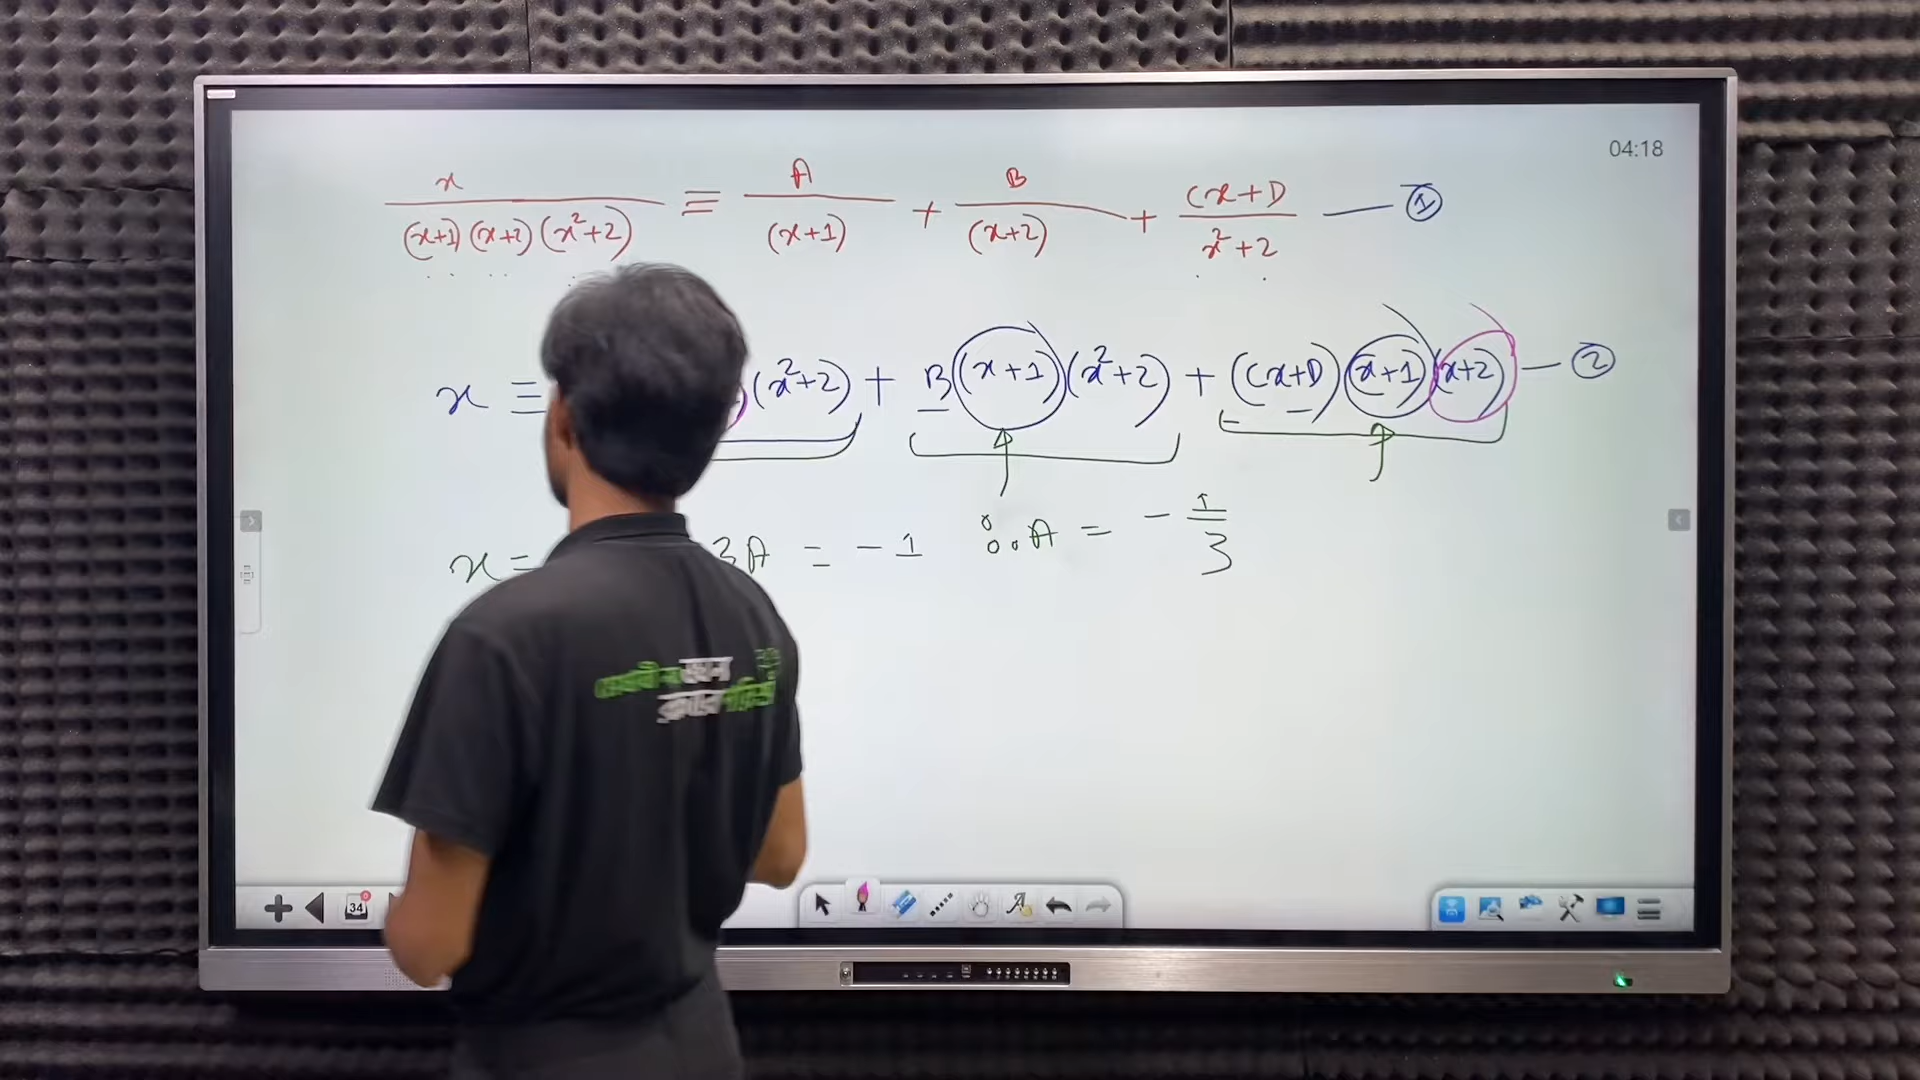 04:18
x/((x+1)(x+2)(x²+2)) ≡ A/(x+1) + B/(x+2) + (Cx+D)/(x²+2) — ①
x ≡ (x²+2) + B(x+1)(x²+2) + (Cx+D)(x+1)(x+2) — ②
x = 3A = -1 ∴ A = -1/3
34